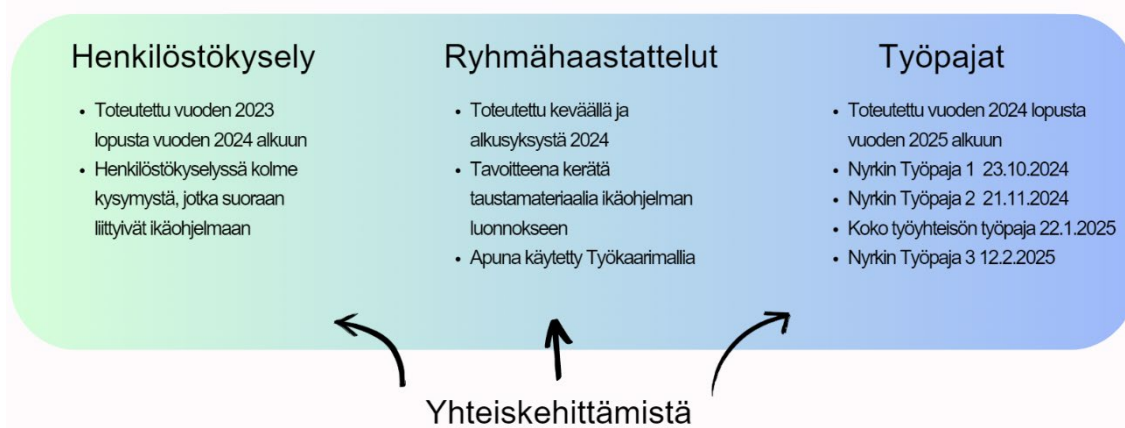 Henkilöstökysely
• Toteutettu vuoden 2023
lopusta vuoden 2024 alkuun
• Henkilöstökyselyssä kolme
kysymystä, jotka suoraan
liittyivät ikäohjelmaan
Ryhmähaastattelut
• Toteutettu keväällä ja
alkusyksystä 2024
• Tavoitteena kerätä
taustamateriaalia ikäohjelman
luonnokseen
• Apuna käytetty Työkaarimallia
Työpajat
• Toteutettu vuoden 2024 lopusta
vuoden 2025 alkuun
• Nyrkin Työpaja 1 23.10.2024
• Nyrkin Työpaja 2 21.11.2024
• Koko työyhteisön työpaja 22.1.2025
• Nyrkin Työpaja 3 12.2.2025
Yhteiskehittämistä